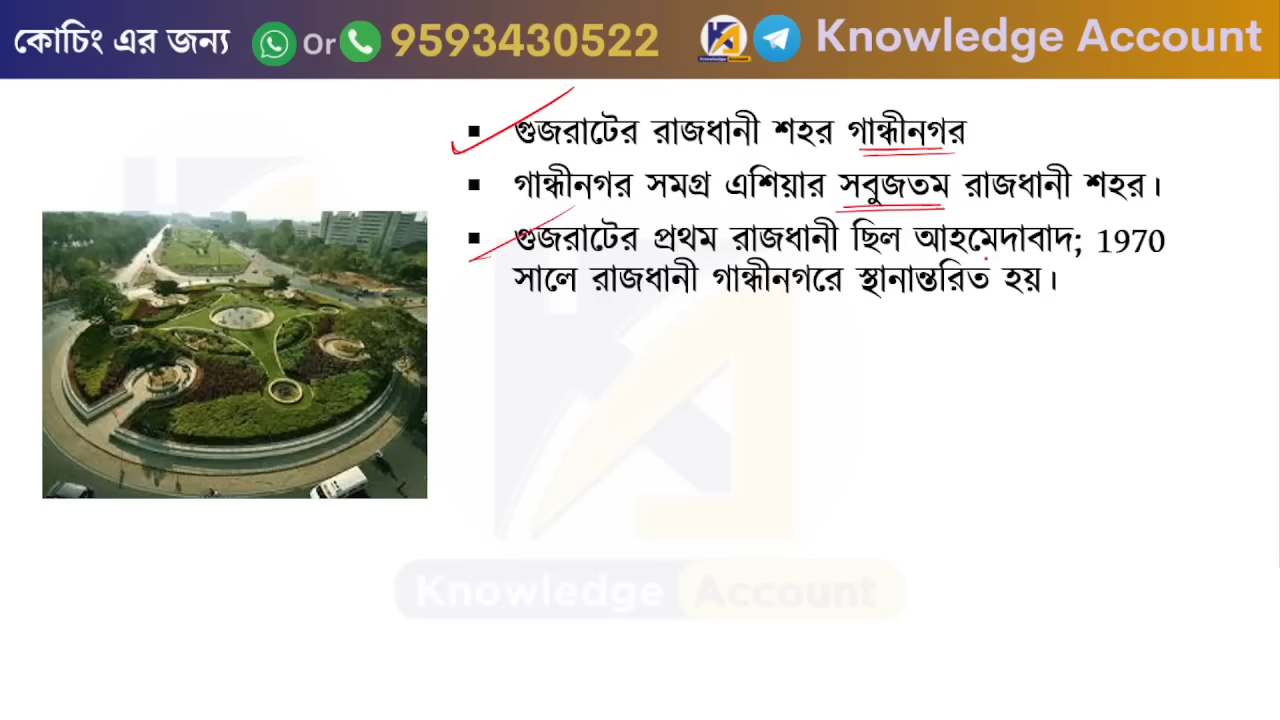 কোচিং এর জন্য Or 9593430522 Knowledge Account
▪ গুজরাটের রাজধানী শহর গান্ধীনগর
▪ গান্ধীনগর সমগ্র এশিয়ার সবুজতম রাজধানী শহর।
▪ গুজরাটের প্রথম রাজধানী ছিল আহমেদাবাদ; 1970
সালে রাজধানী গান্ধীনগরে স্থানান্তরিত হয়।
Knowledge Account